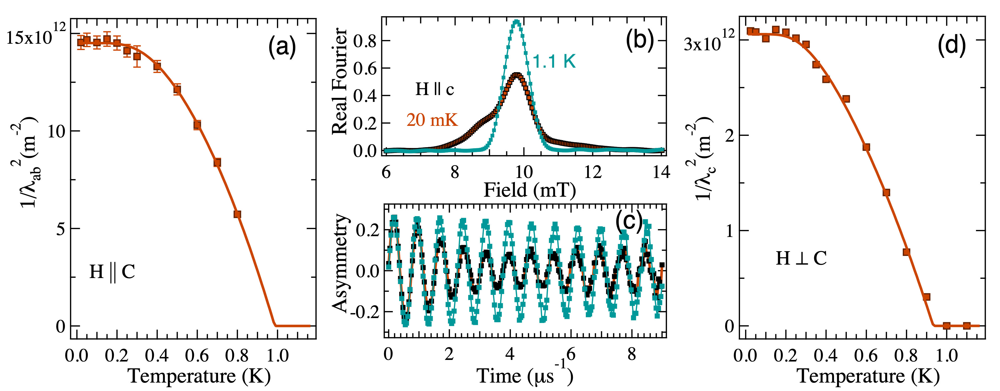 (a)
15x10^12
10
5
0
1/λ_ab^2 (m^-2)
H || C
0.0 0.2 0.4 0.6 0.8 1.0
Temperature (K)
(b)
Real Fourier
0.8
0.6
0.4
0.2
0.0
1.1 K
H || c
20 mK
6 8 10 12 14
Field (mT)
(c)
Asymmetry
0.2
0.0
-0.2
0 2 4 6 8
Time (μs^-1)
(d)
3x10^12
2
1
0
1/λ_c^2 (m^-2)
H ⊥ C
0.0 0.2 0.4 0.6 0.8 1.0
Temperature (K)